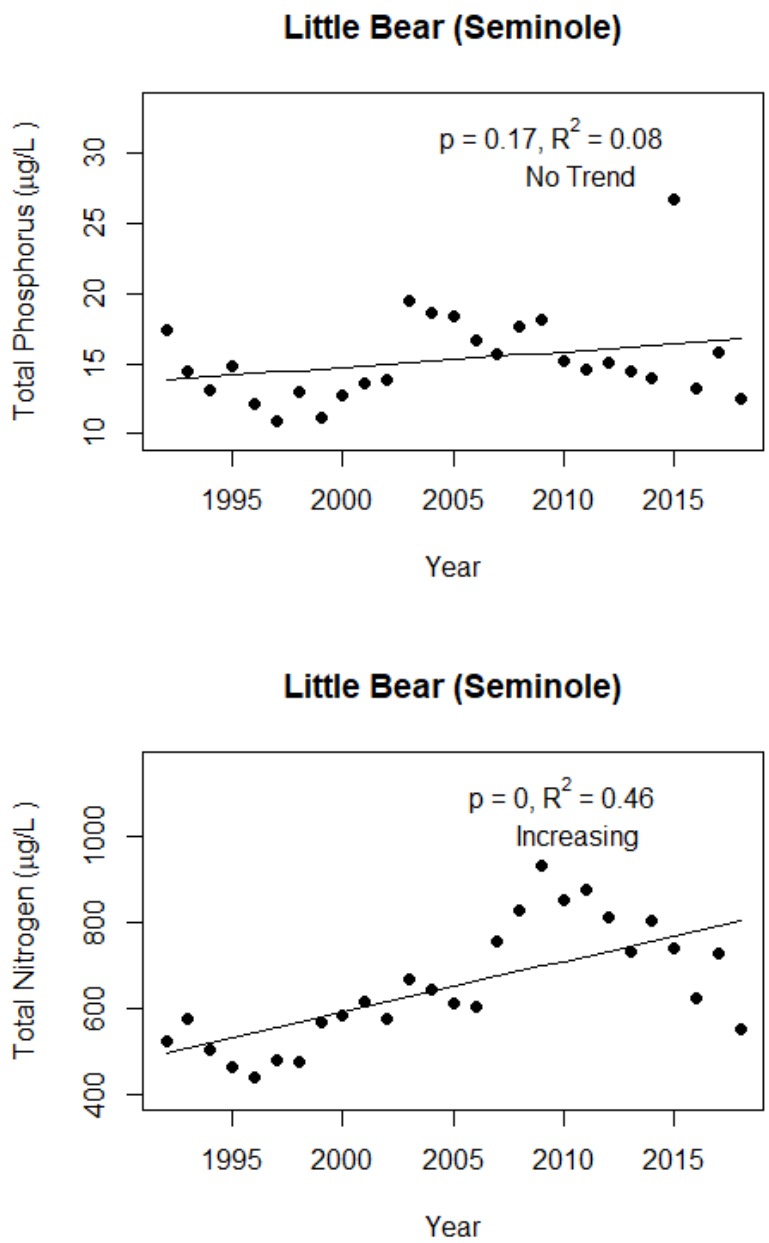 Little Bear (Seminole)
p = 0.17, R² = 0.08
No Trend
Total Phosphorus (µg/L )
30
25
20
15
10
1995 2000 2005 2010 2015
Year
Little Bear (Seminole)
p = 0, R² = 0.46
Increasing
Total Nitrogen (µg/L )
1000
800
600
400
1995 2000 2005 2010 2015
Year